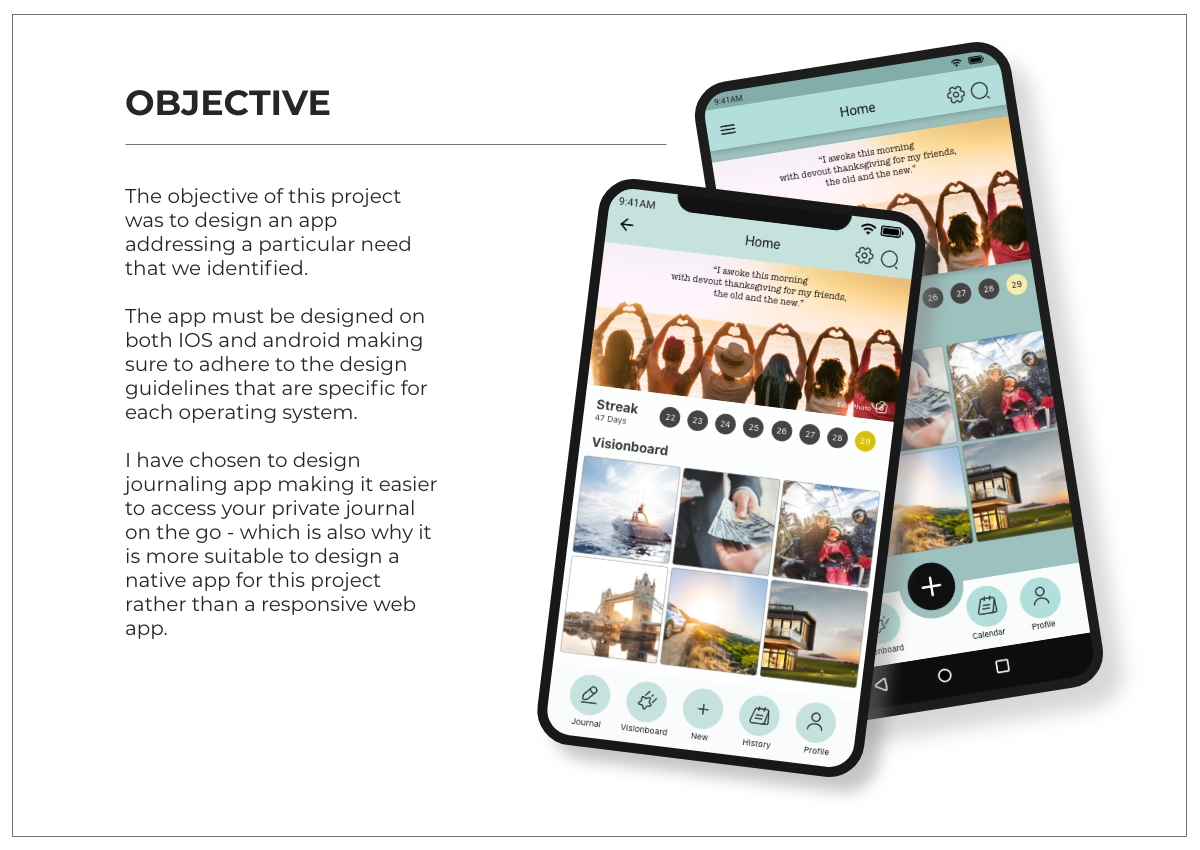 OBJECTIVE
The objective of this project
was to design an app
addressing a particular need
that we identified.
The app must be designed on
both IOS and android making
sure to adhere to the design
guidelines that are specific for
each operating system.
I have chosen to design
journaling app making it easier
to access your private journal
on the go - which is also why it
is more suitable to design a
native app for this project
rather than a responsive web
app.
9:41AM
Home
“I awoke this morning
with devout thanksgiving for my friends,
the old and the new.”
26 27 28 29
Calendar
Profile
9:41AM
Home
“I awoke this morning
with devout thanksgiving for my friends,
the old and the new.”
Edit Photo
Streak
47 Days
22 23 24 25 26 27 28 29
Visionboard
Journal
Visionboard
New
History
Profile